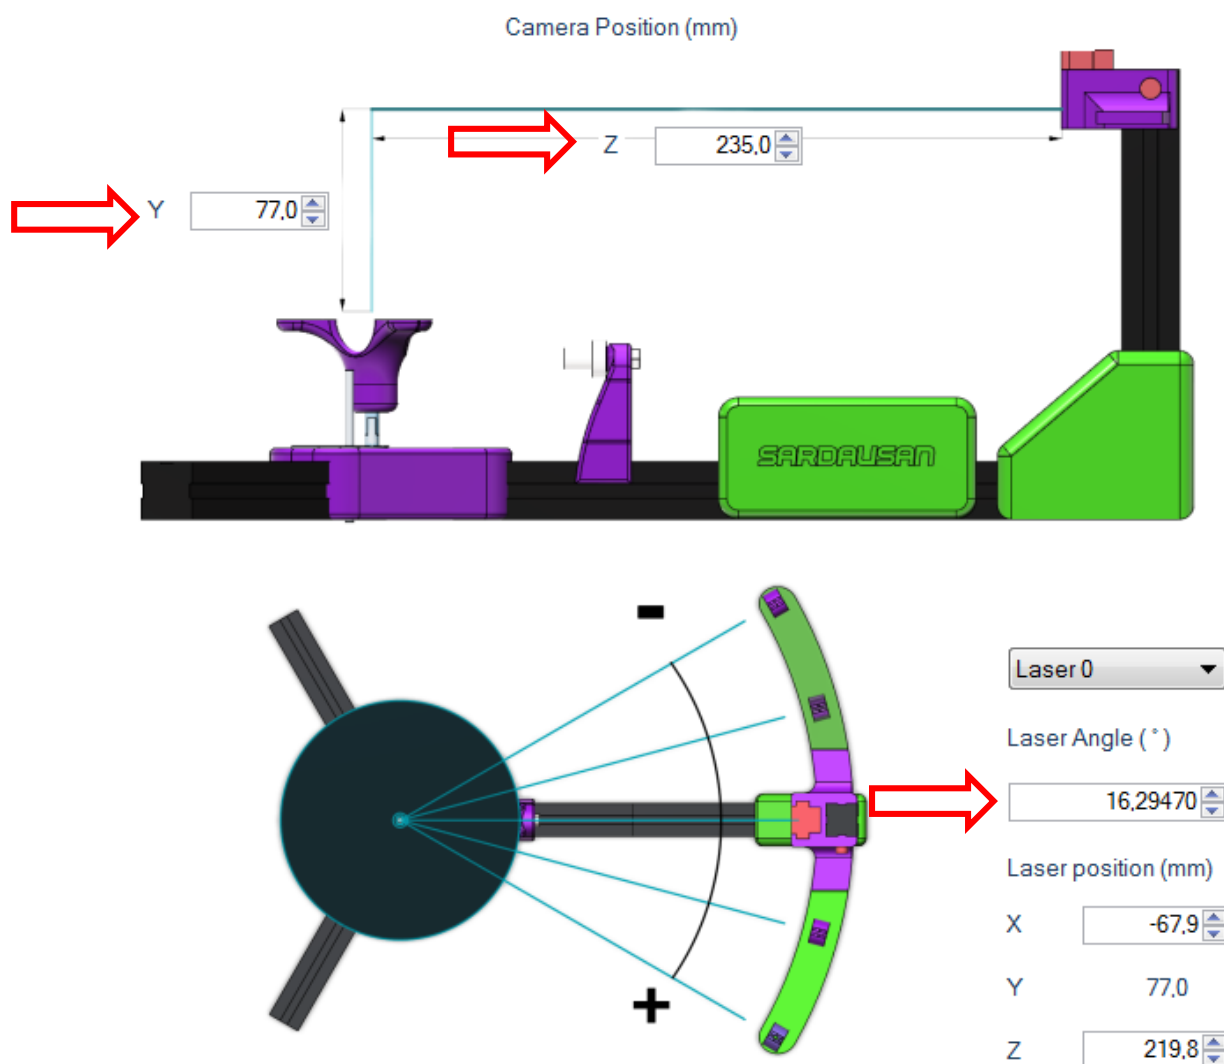 Camera Position (mm)
Z 235,0
Y 77,0
SARDAUSAN
-
Laser 0
Laser Angle ( ° )
16,29470
Laser position (mm)
X -67,9
Y 77,0
+
Z 219,8